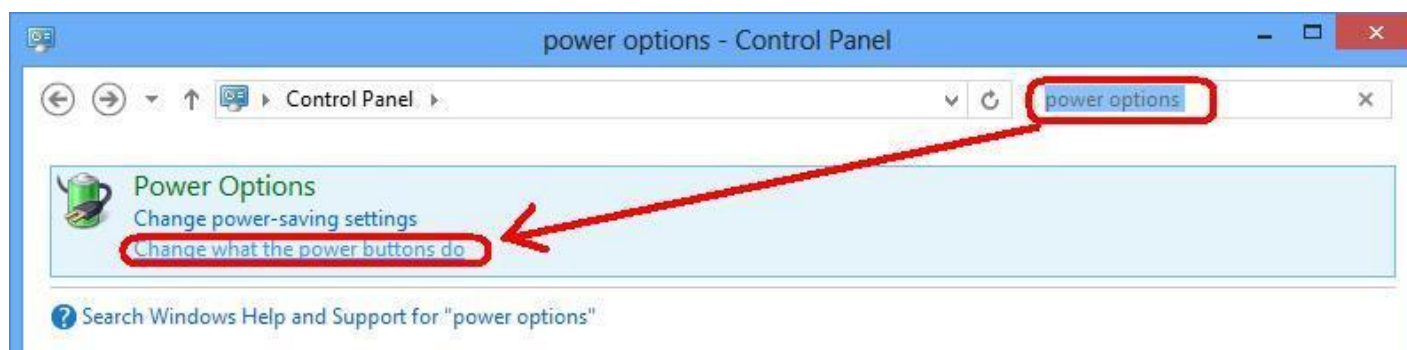 power options - Control Panel
Control Panel
power options
Power Options
Change power-saving settings
Change what the power buttons do
Search Windows Help and Support for "power options"